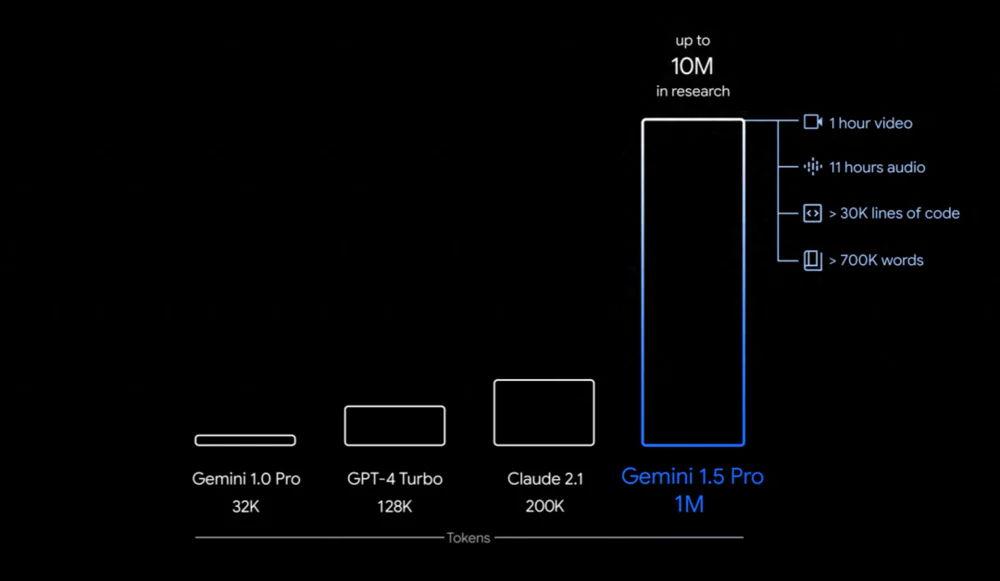 up to
10M
in research
1 hour video
11 hours audio
> 30K lines of code
> 700K words
Gemini 1.0 Pro
32K
GPT-4 Turbo
128K
Claude 2.1
200K
Gemini 1.5 Pro
1M
Tokens